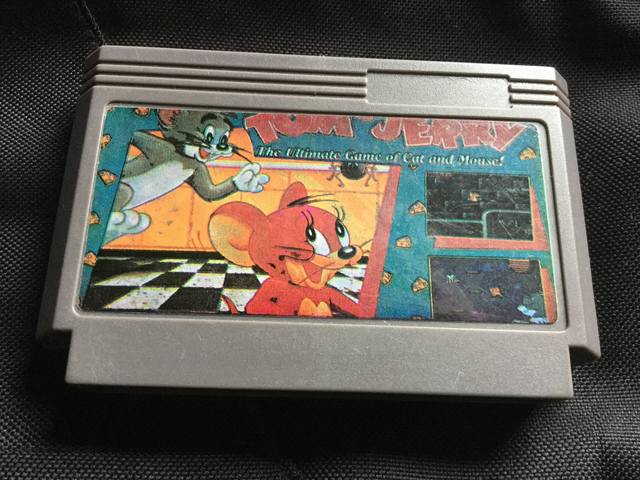 TOM & JERRY
The Ultimate Game of Cat and Mouse!